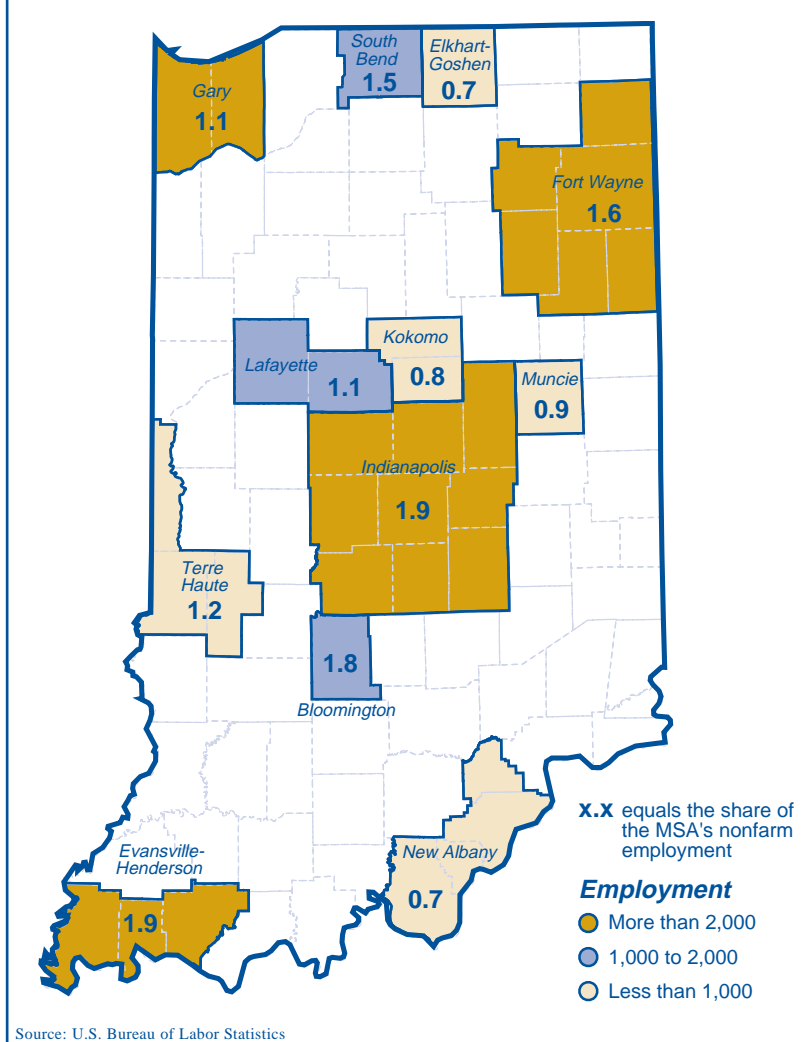 South
Bend
1.5
Elkhart-
Goshen
0.7
Gary
1.1
Fort Wayne
1.6
Kokomo
0.8
Lafayette
1.1
Muncie
0.9
Indianapolis
1.9
Terre
Haute
1.2
1.8
Bloomington
x.x equals the share of
the MSA's nonfarm
employment
Evansville-
Henderson
1.9
New Albany
0.7
Employment
More than 2,000
1,000 to 2,000
Less than 1,000
Source: U.S. Bureau of Labor Statistics